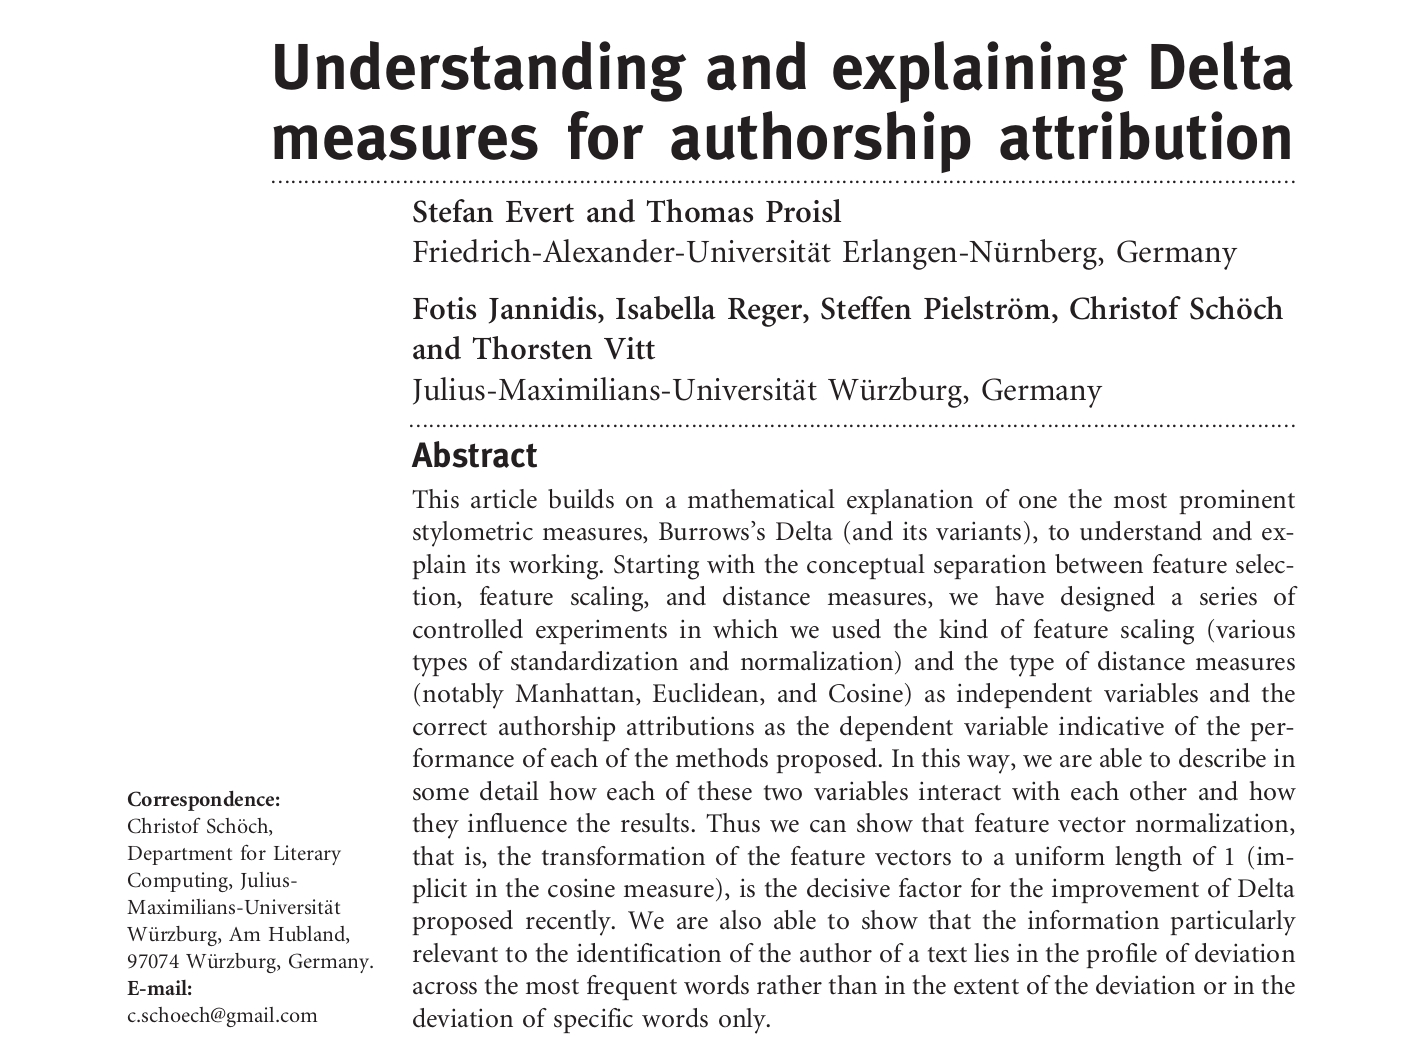 Understanding and explaining Delta
measures for authorship attribution
Stefan Evert and Thomas Proisl
Friedrich-Alexander-Universität Erlangen-Nürnberg, Germany
Fotis Jannidis, Isabella Reger, Steffen Pielström, Christof Schöch
and Thorsten Vitt
Julius-Maximilians-Universität Würzburg, Germany
Abstract
This article builds on a mathematical explanation of one the most prominent
stylometric measures, Burrows's Delta (and its variants), to understand and ex-
plain its working. Starting with the conceptual separation between feature selec-
tion, feature scaling, and distance measures, we have designed a series of
controlled experiments in which we used the kind of feature scaling (various
types of standardization and normalization) and the type of distance measures
(notably Manhattan, Euclidean, and Cosine) as independent variables and the
correct authorship attributions as the dependent variable indicative of the per-
formance of each of the methods proposed. In this way, we are able to describe in
some detail how each of these two variables interact with each other and how
they influence the results. Thus we can show that feature vector normalization,
that is, the transformation of the feature vectors to a uniform length of 1 (im-
plicit in the cosine measure), is the decisive factor for the improvement of Delta
proposed recently. We are also able to show that the information particularly
relevant to the identification of the author of a text lies in the profile of deviation
across the most frequent words rather than in the extent of the deviation or in the
deviation of specific words only.
Correspondence:
Christof Schöch,
Department for Literary
Computing, Julius-
Maximilians-Universität
Würzburg, Am Hubland,
97074 Würzburg, Germany.
E-mail:
c.schoech@gmail.com